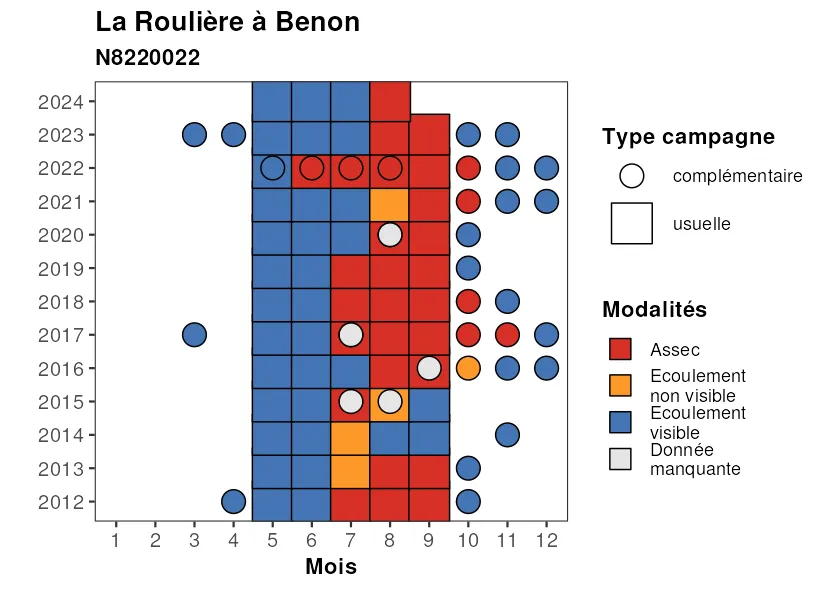 La Roulière à Benon
N8220022
2024
2023
2022
2021
2020
2019
2018
2017
2016
2015
2014
2013
2012
1 2 3 4 5 6 7 8 9 10 11 12
Mois
Type campagne
complémentaire
usuelle
Modalités
Assec
Ecoulement
non visible
Ecoulement
visible
Donnée
manquante